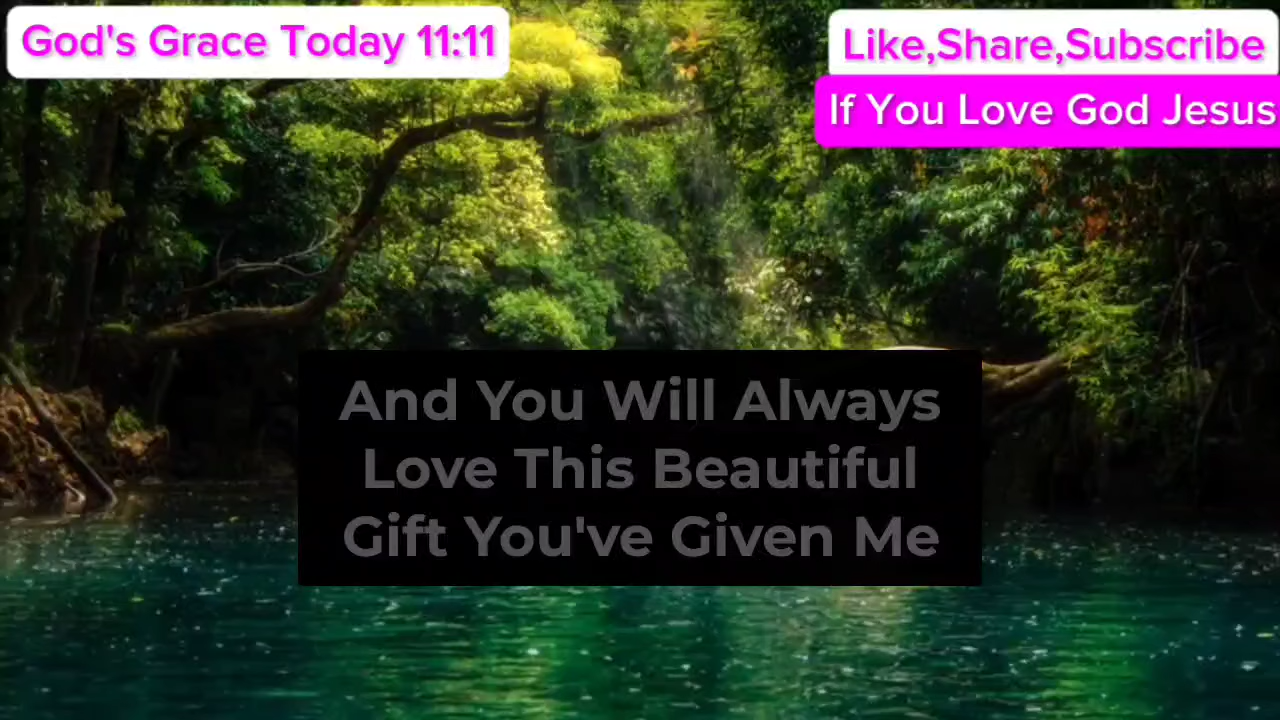 God's Grace Today 11:11
Like,Share,Subscribe
If You Love God Jesus
And You Will Always
Love This Beautiful
Gift You've Given Me